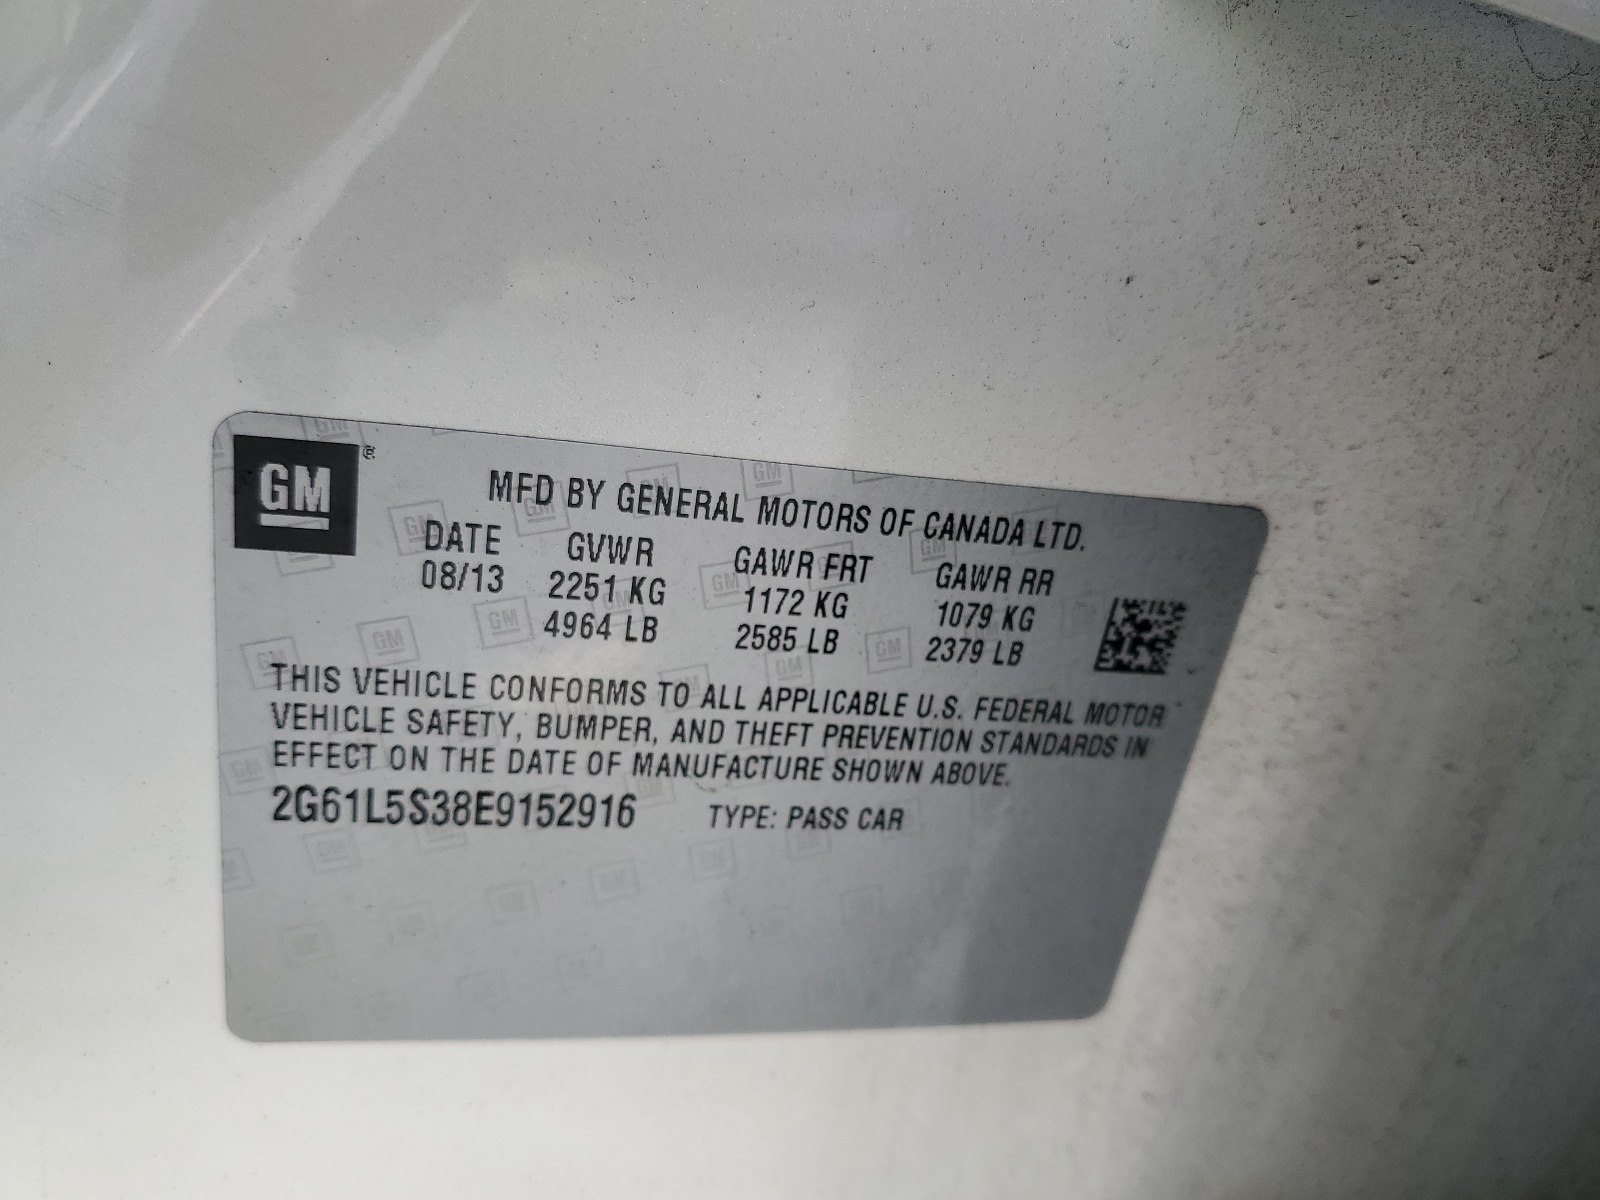 GM®
MFD BY GENERAL MOTORS OF CANADA LTD.
DATE GVWR GAWR FRT GAWR RR
08/13 2251 KG 1172 KG 1079 KG
4964 LB 2585 LB 2379 LB
THIS VEHICLE CONFORMS TO ALL APPLICABLE U.S. FEDERAL MOTOR
VEHICLE SAFETY, BUMPER, AND THEFT PREVENTION STANDARDS IN
EFFECT ON THE DATE OF MANUFACTURE SHOWN ABOVE.
2G61L5S38E9152916 TYPE: PASS CAR